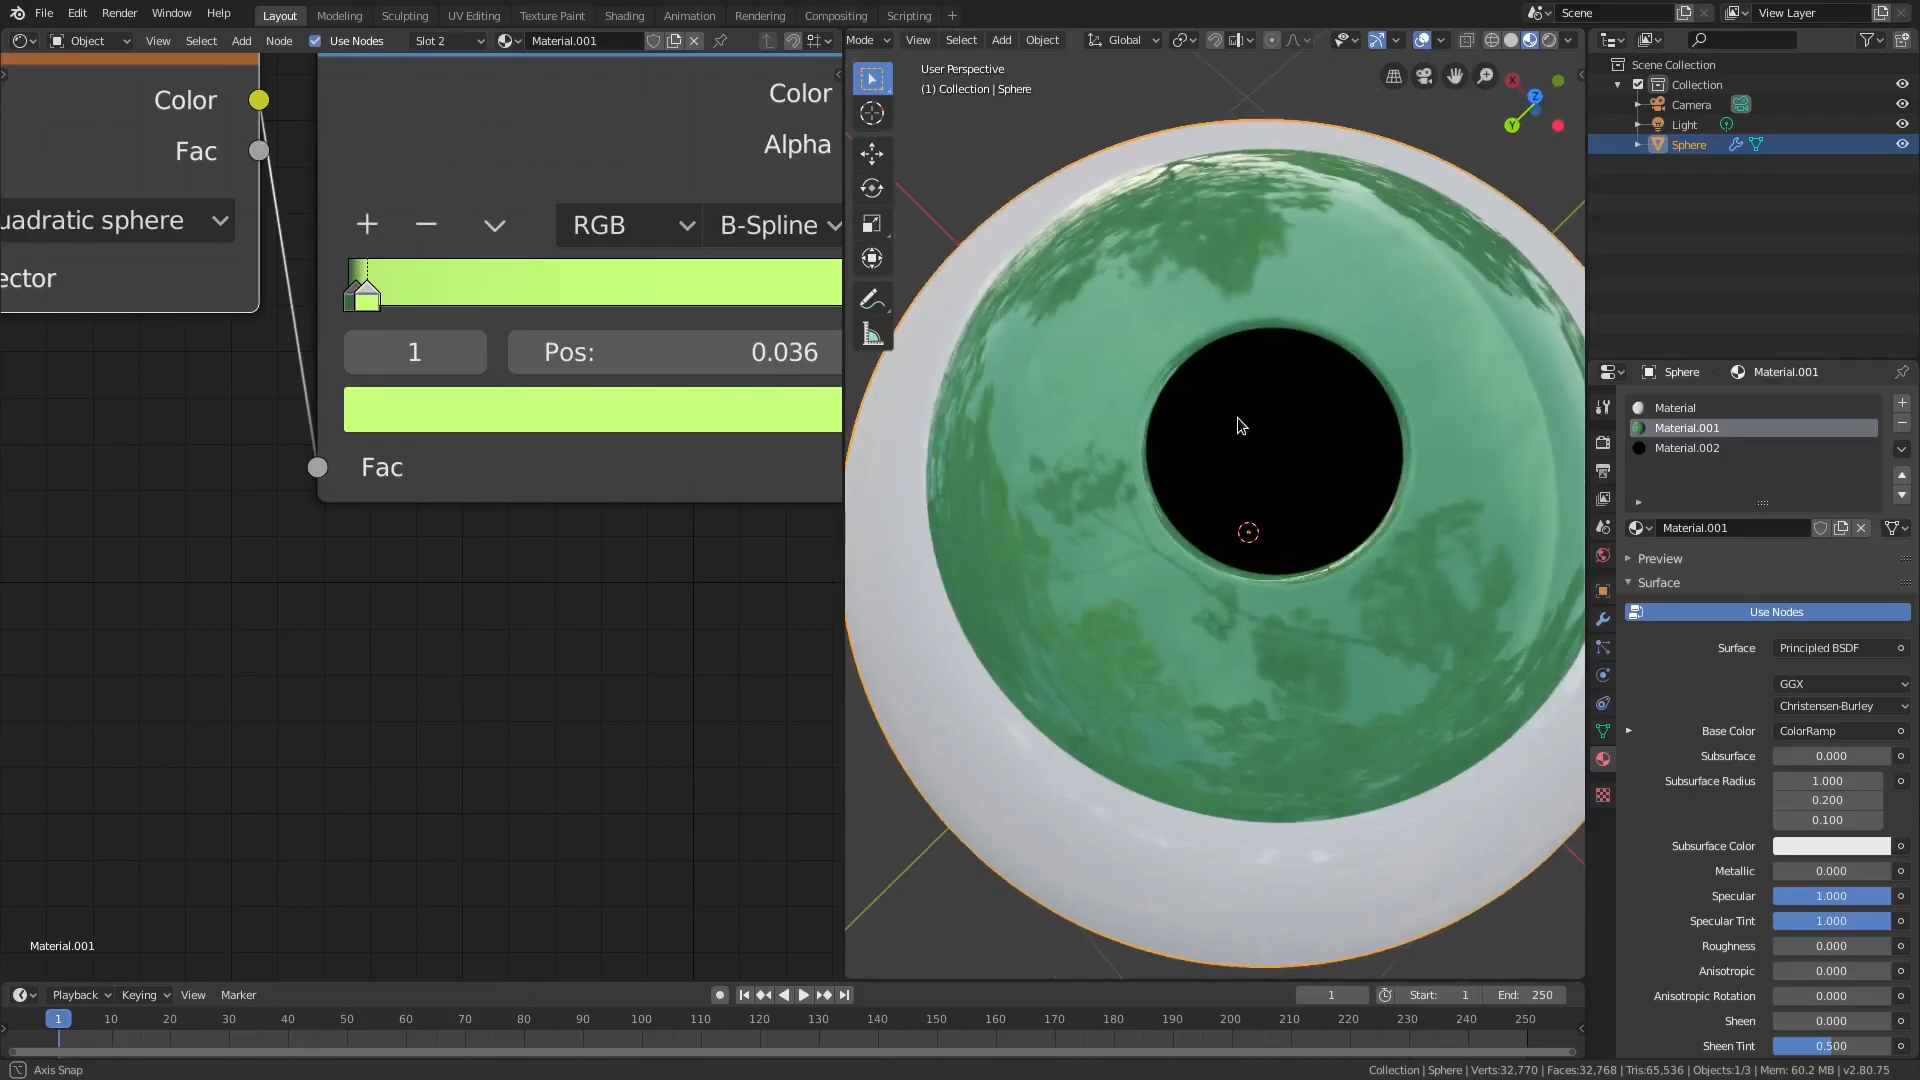 File Edit Render Window Help Layout Modeling Sculpting UV Editing Texture Paint Shading Animation Rendering Compositing Scripting + Scene View Layer
Object View Select Add Node Use Nodes Slot 2 Material.001
Mode View Select Add Object Global
User Perspective
(1) Collection | Sphere
Color
Fac
uadratic sphere
ector
Color
Alpha
RGB B-Spline
1 Pos: 0.036
Fac
Material.001
X
Z
Y
Scene Collection
Collection
Camera
Light
Sphere
Sphere Material.001
Material
Material.001
Material.002
Material.001
Preview
Surface
Use Nodes
Surface Principled BSDF
GGX
Christensen-Burley
Base Color ColorRamp
Subsurface 0.000
Subsurface Radius 1.000
0.200
0.100
Subsurface Color
Metallic 0.000
Specular 1.000
Specular Tint 1.000
Roughness 0.000
Anisotropic 0.000
Anisotropic Rotation 0.000
Sheen 0.000
Sheen Tint 0.500
Playback Keying View Marker 1 Start: 1 End: 250
1 10 20 30 40 50 60 70 80 90 100 110 120 130 140 150 160 170 180 190 200 210 220 230 240 250
Axis Snap
Collection | Sphere | Verts:32,770 | Faces:32,768 | Tris:65,536 | Objects:1/3 | Mem: 60.2 MB | v2.80.75